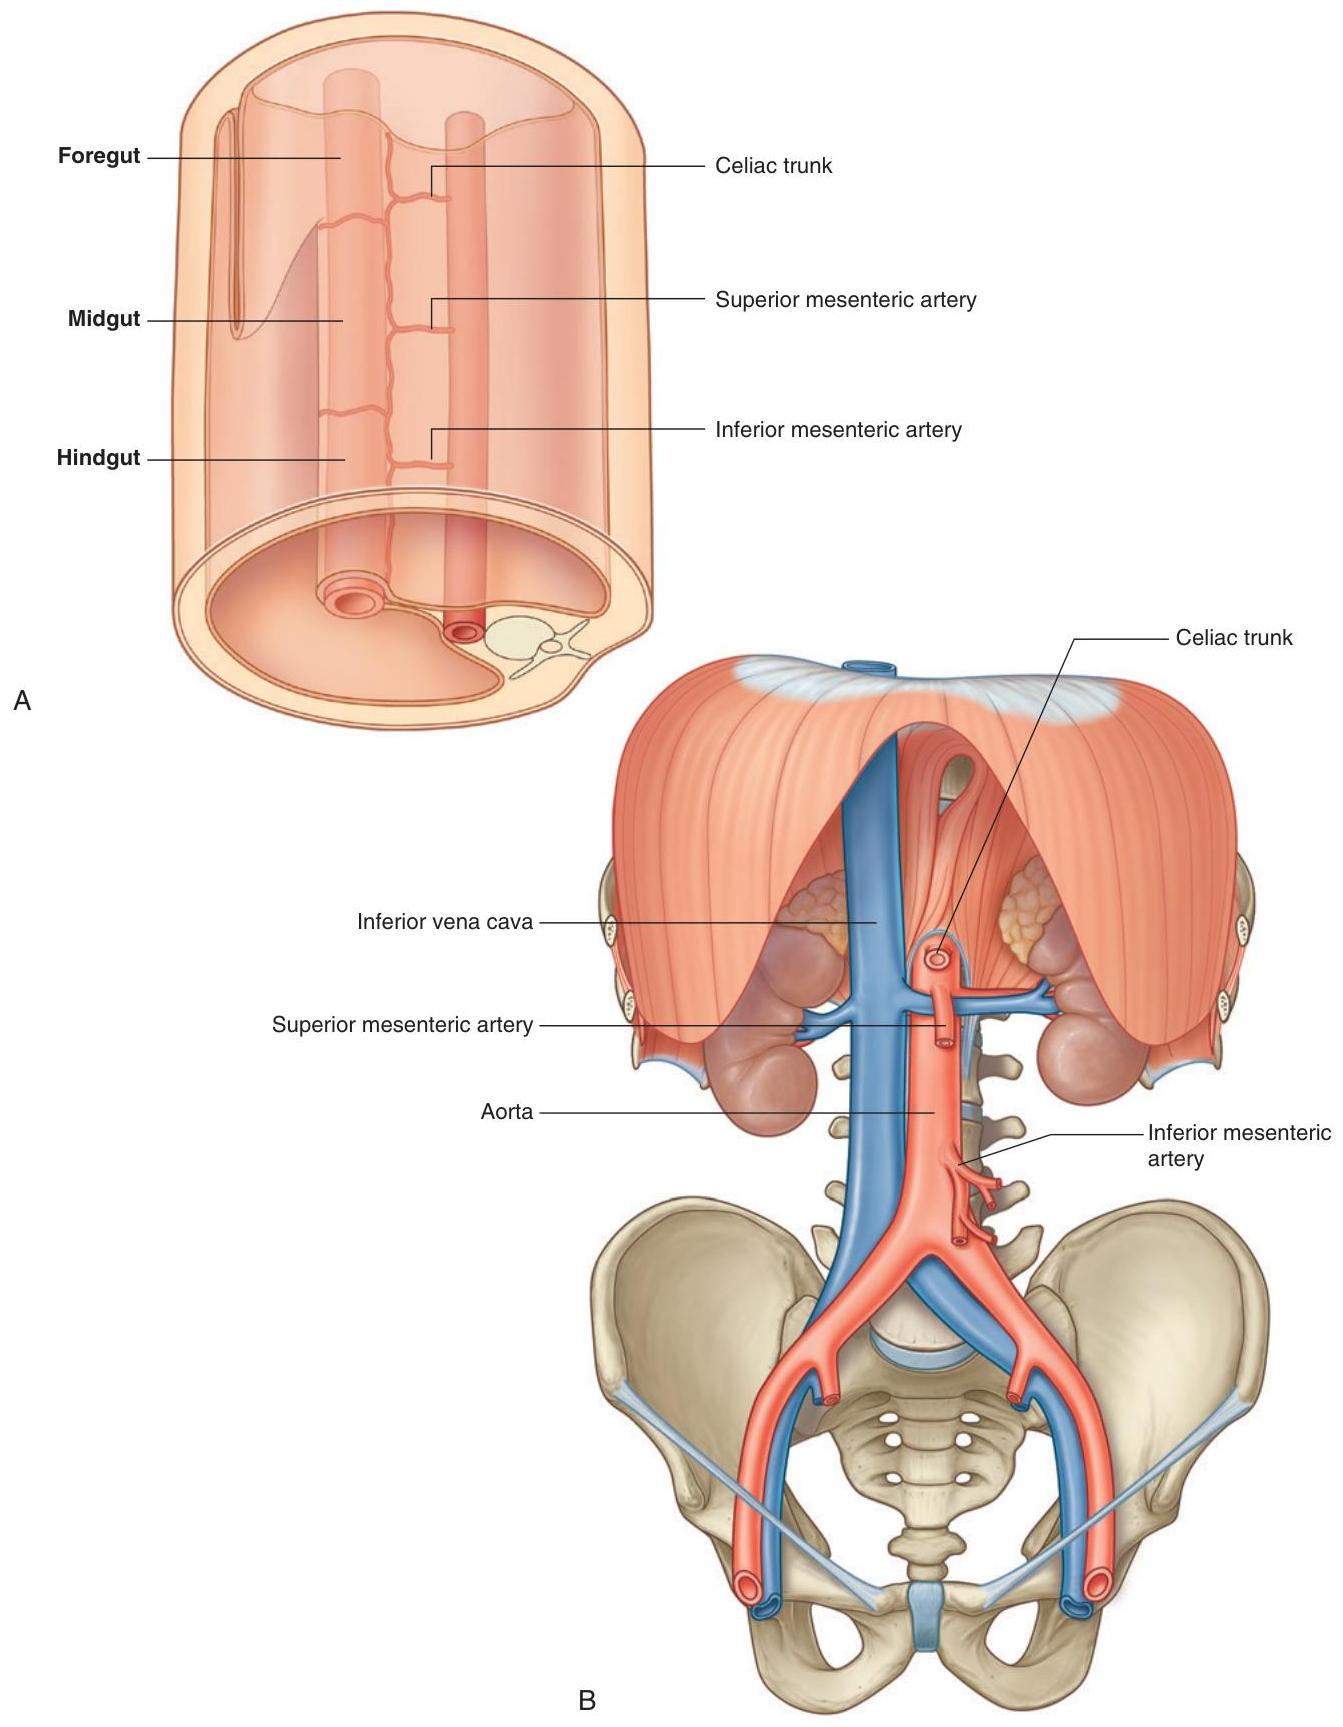 Foregut
Celiac trunk
Superior mesenteric artery
Midgut
Inferior mesenteric artery
Hindgut
A
Celiac trunk
Inferior vena cava
Superior mesenteric artery
Aorta
Inferior mesenteric
artery
B